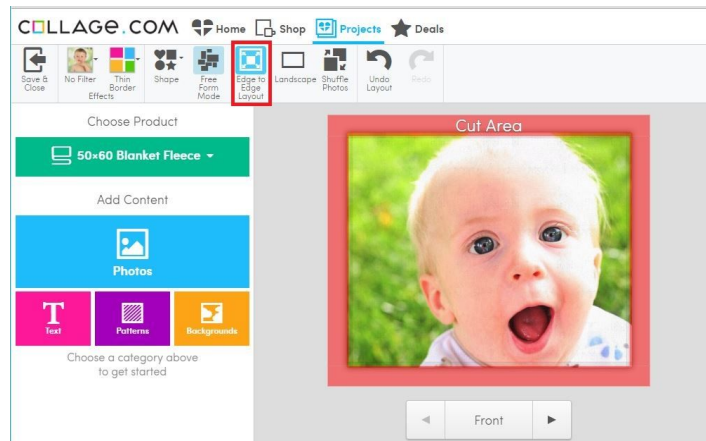 COLLAGE.COM Home Shop Projects Deals
Save & Close
No Filter
Thin Border
Effects
Shape
Free Form Mode
Edge to Edge Layout
Landscape
Shuffle Photos
Undo Layout
Redo
Choose Product
50×60 Blanket Fleece
Add Content
Photos
Text
Patterns
Backgrounds
Choose a category above
to get started
Cut Area
Front